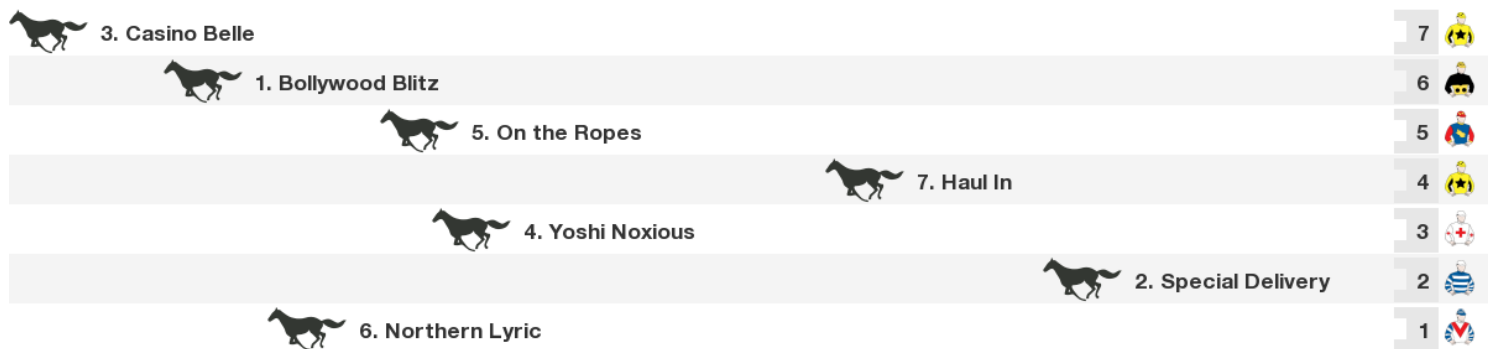 3. Casino Belle 7
1. Bollywood Blitz 6
5. On the Ropes 5
7. Haul In 4
4. Yoshi Noxious 3
2. Special Delivery 2
6. Northern Lyric 1